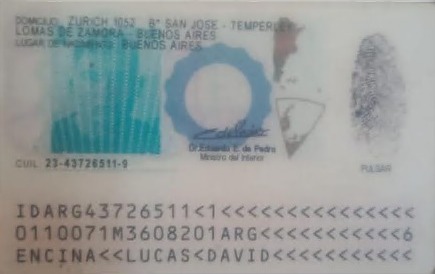 DOMICILIO: ZURICH 1052 B° SAN JOSE - TEMPERLEY
LOMAS DE ZAMORA - BUENOS AIRES
LUGAR DE NACIMIENTO: BUENOS AIRES
Dr. Eduardo E. de Pedro
Ministro del Interior
CUIL: 23-43726511-9
PULGAR
IDARG43726511<1<<<<<<<<<<<<<<<
0110071M3608201ARG<<<<<<<<<<<6
ENCINA<<LUCAS<DAVID<<<<<<<<<<<